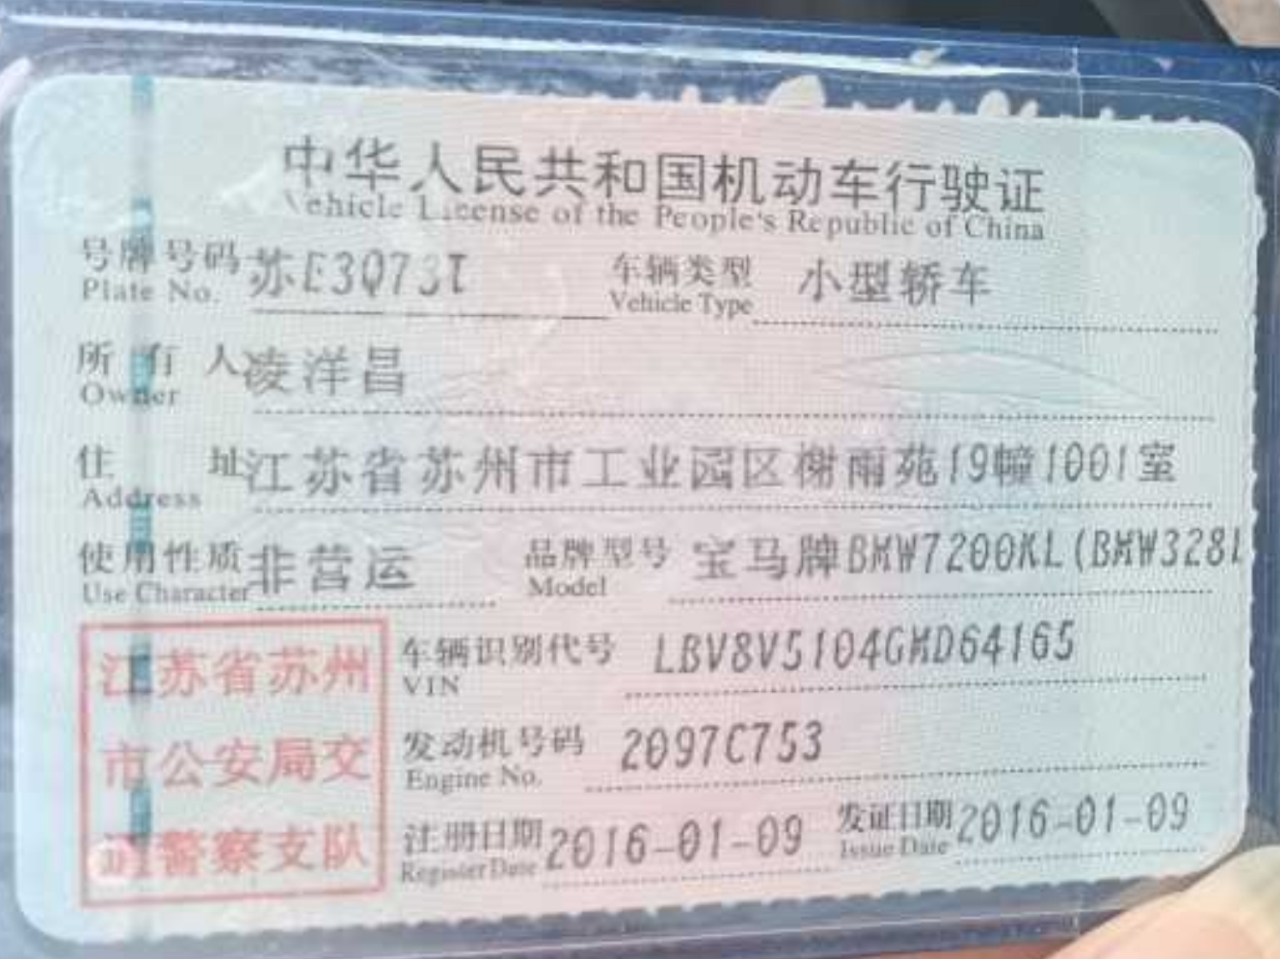 中华人民共和国机动车行驶证
Vehicle License of the People's Republic of China
号牌号码 苏E3Q73T 车辆类型 小型轿车
Plate No. Vehicle Type
所有人 凌洋昌
Owner
住址 江苏省苏州市工业园区榭雨苑19幢1001室
Address
使用性质 非营运 品牌型号 宝马牌BMW7200KL(BMW328L
Use Character Model
江苏省苏州
市公安局交
警察支队
车辆识别代号 LBV8V5104GMD64165
VIN
发动机号码 2097C753
Engine No.
注册日期 2016-01-09 发证日期 2016-01-09
Register Date Issue Date